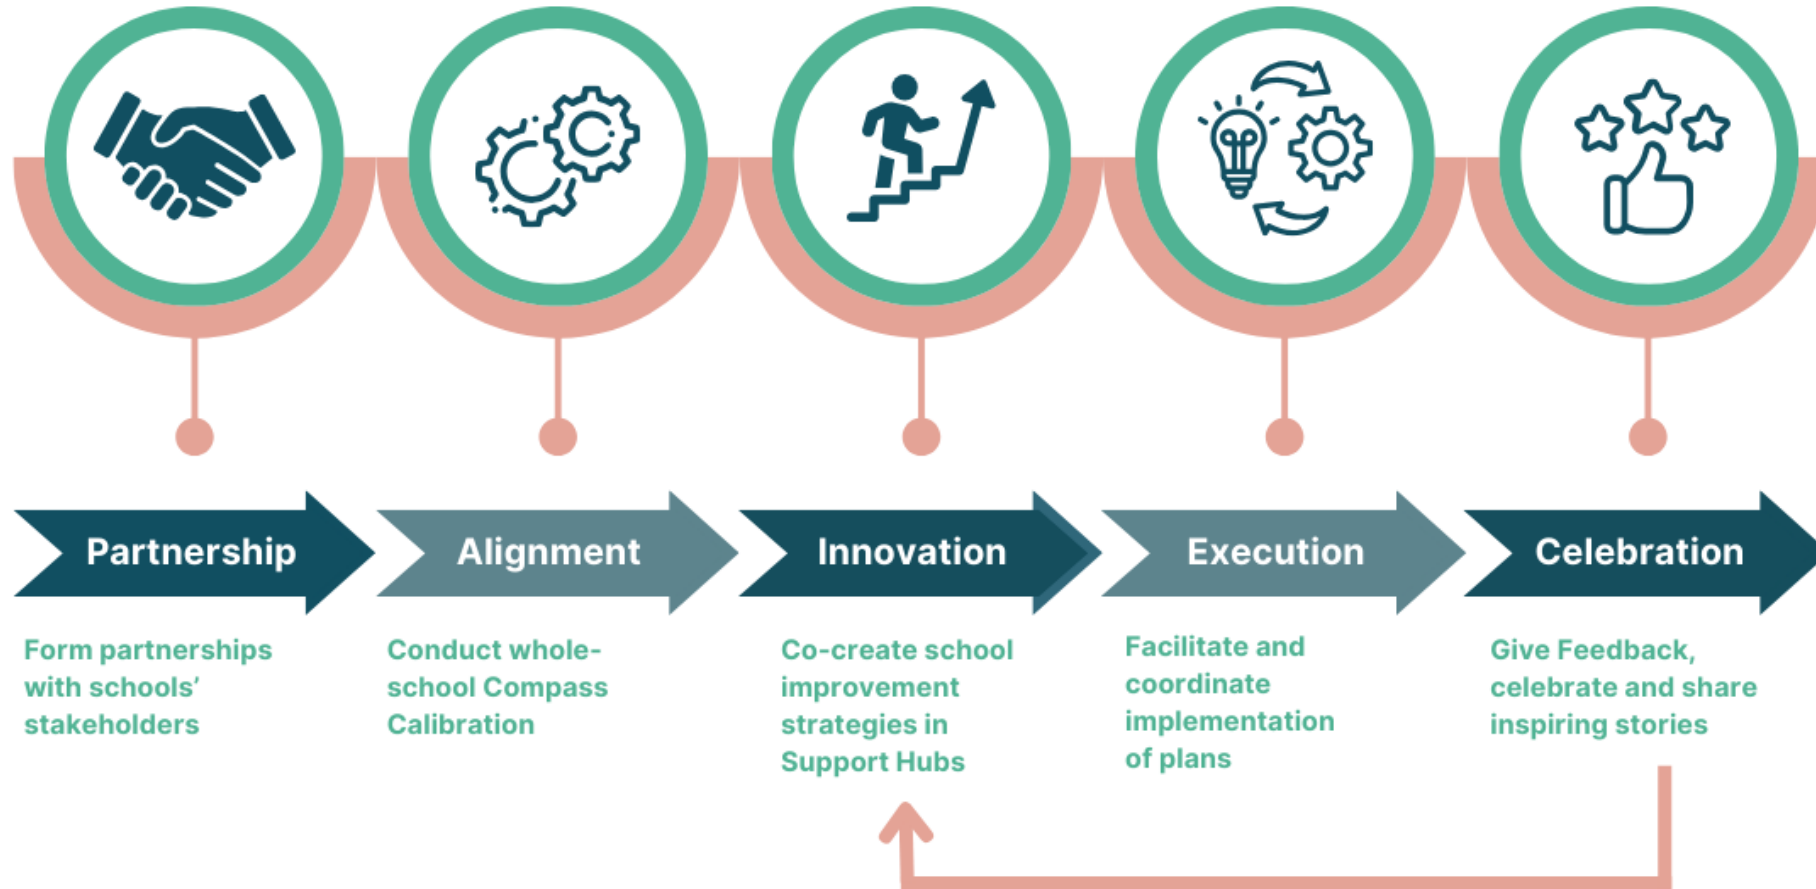 Partnership
Alignment
Innovation
Execution
Celebration
Form partnerships
with schools’
stakeholders
Conduct whole-
school Compass
Calibration
Co-create school
improvement
strategies in
Support Hubs
Facilitate and
coordinate
implementation
of plans
Give Feedback,
celebrate and share
inspiring stories